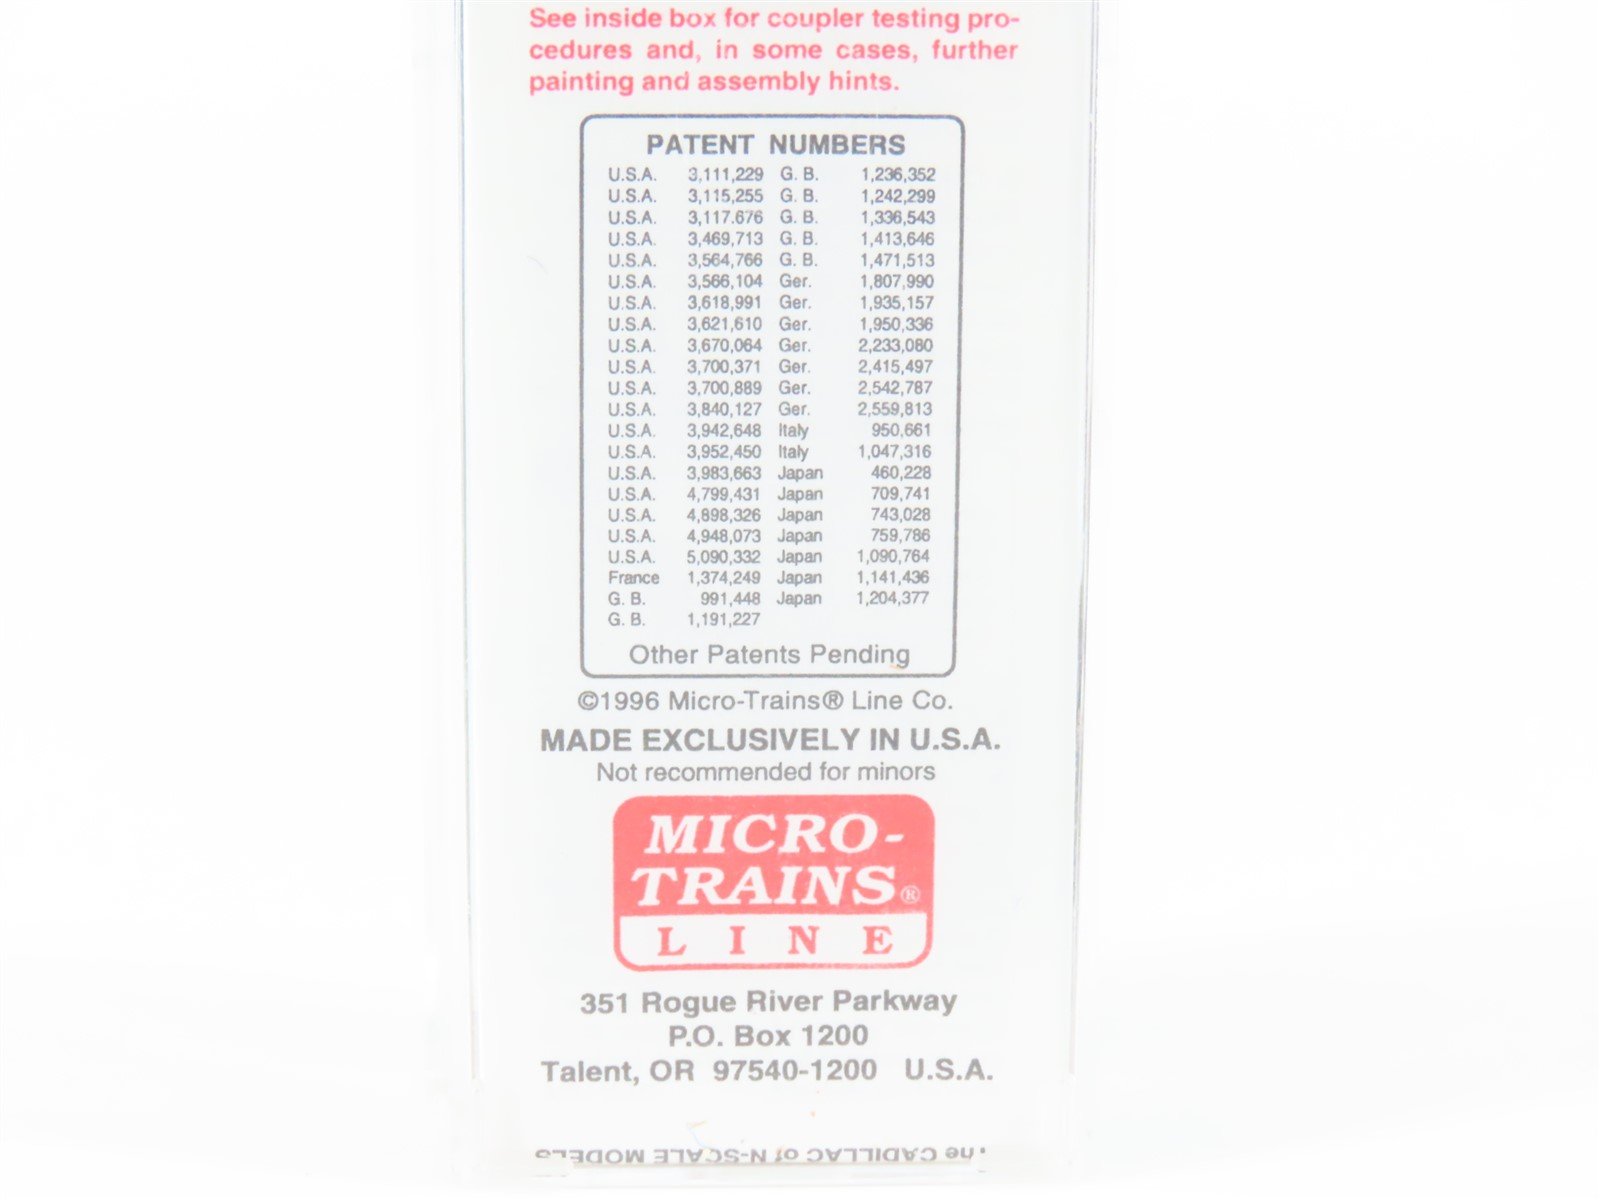 See inside box for coupler testing pro-
cedures and, in some cases, further
painting and assembly hints.
PATENT NUMBERS
U.S.A. 3,111,229 G. B. 1,236,352
U.S.A. 3,115,255 G. B. 1,242,299
U.S.A. 3,117.676 G. B. 1,336,543
U.S.A. 3,469,713 G. B. 1,413,646
U.S.A. 3,564,766 G. B. 1,471,513
U.S.A. 3,566,104 Ger. 1,807,990
U.S.A. 3,618,991 Ger. 1,935,157
U.S.A. 3,621,610 Ger. 1,950,336
U.S.A. 3,670,064 Ger. 2,233,080
U.S.A. 3,700,371 Ger. 2,415,497
U.S.A. 3,700,889 Ger. 2,542,787
U.S.A. 3,840,127 Ger. 2,559,813
U.S.A. 3,942,648 Italy 950,661
U.S.A. 3,952,450 Italy 1,047,316
U.S.A. 3,983,663 Japan 460,228
U.S.A. 4,799,431 Japan 709,741
U.S.A. 4,898,326 Japan 743,028
U.S.A. 4,948,073 Japan 759,786
U.S.A. 5,090,332 Japan 1,090,764
France 1,374,249 Japan 1,141,436
G. B. 991,448 Japan 1,204,377
G. B. 1,191,227
Other Patents Pending
©1996 Micro-Trains® Line Co.
MADE EXCLUSIVELY IN U.S.A.
Not recommended for minors
MICRO-
TRAINS®
LINE
351 Rogue River Parkway
P.O. Box 1200
Talent, OR 97540-1200 U.S.A.
The CADILLAC of N-SCALE MODELS